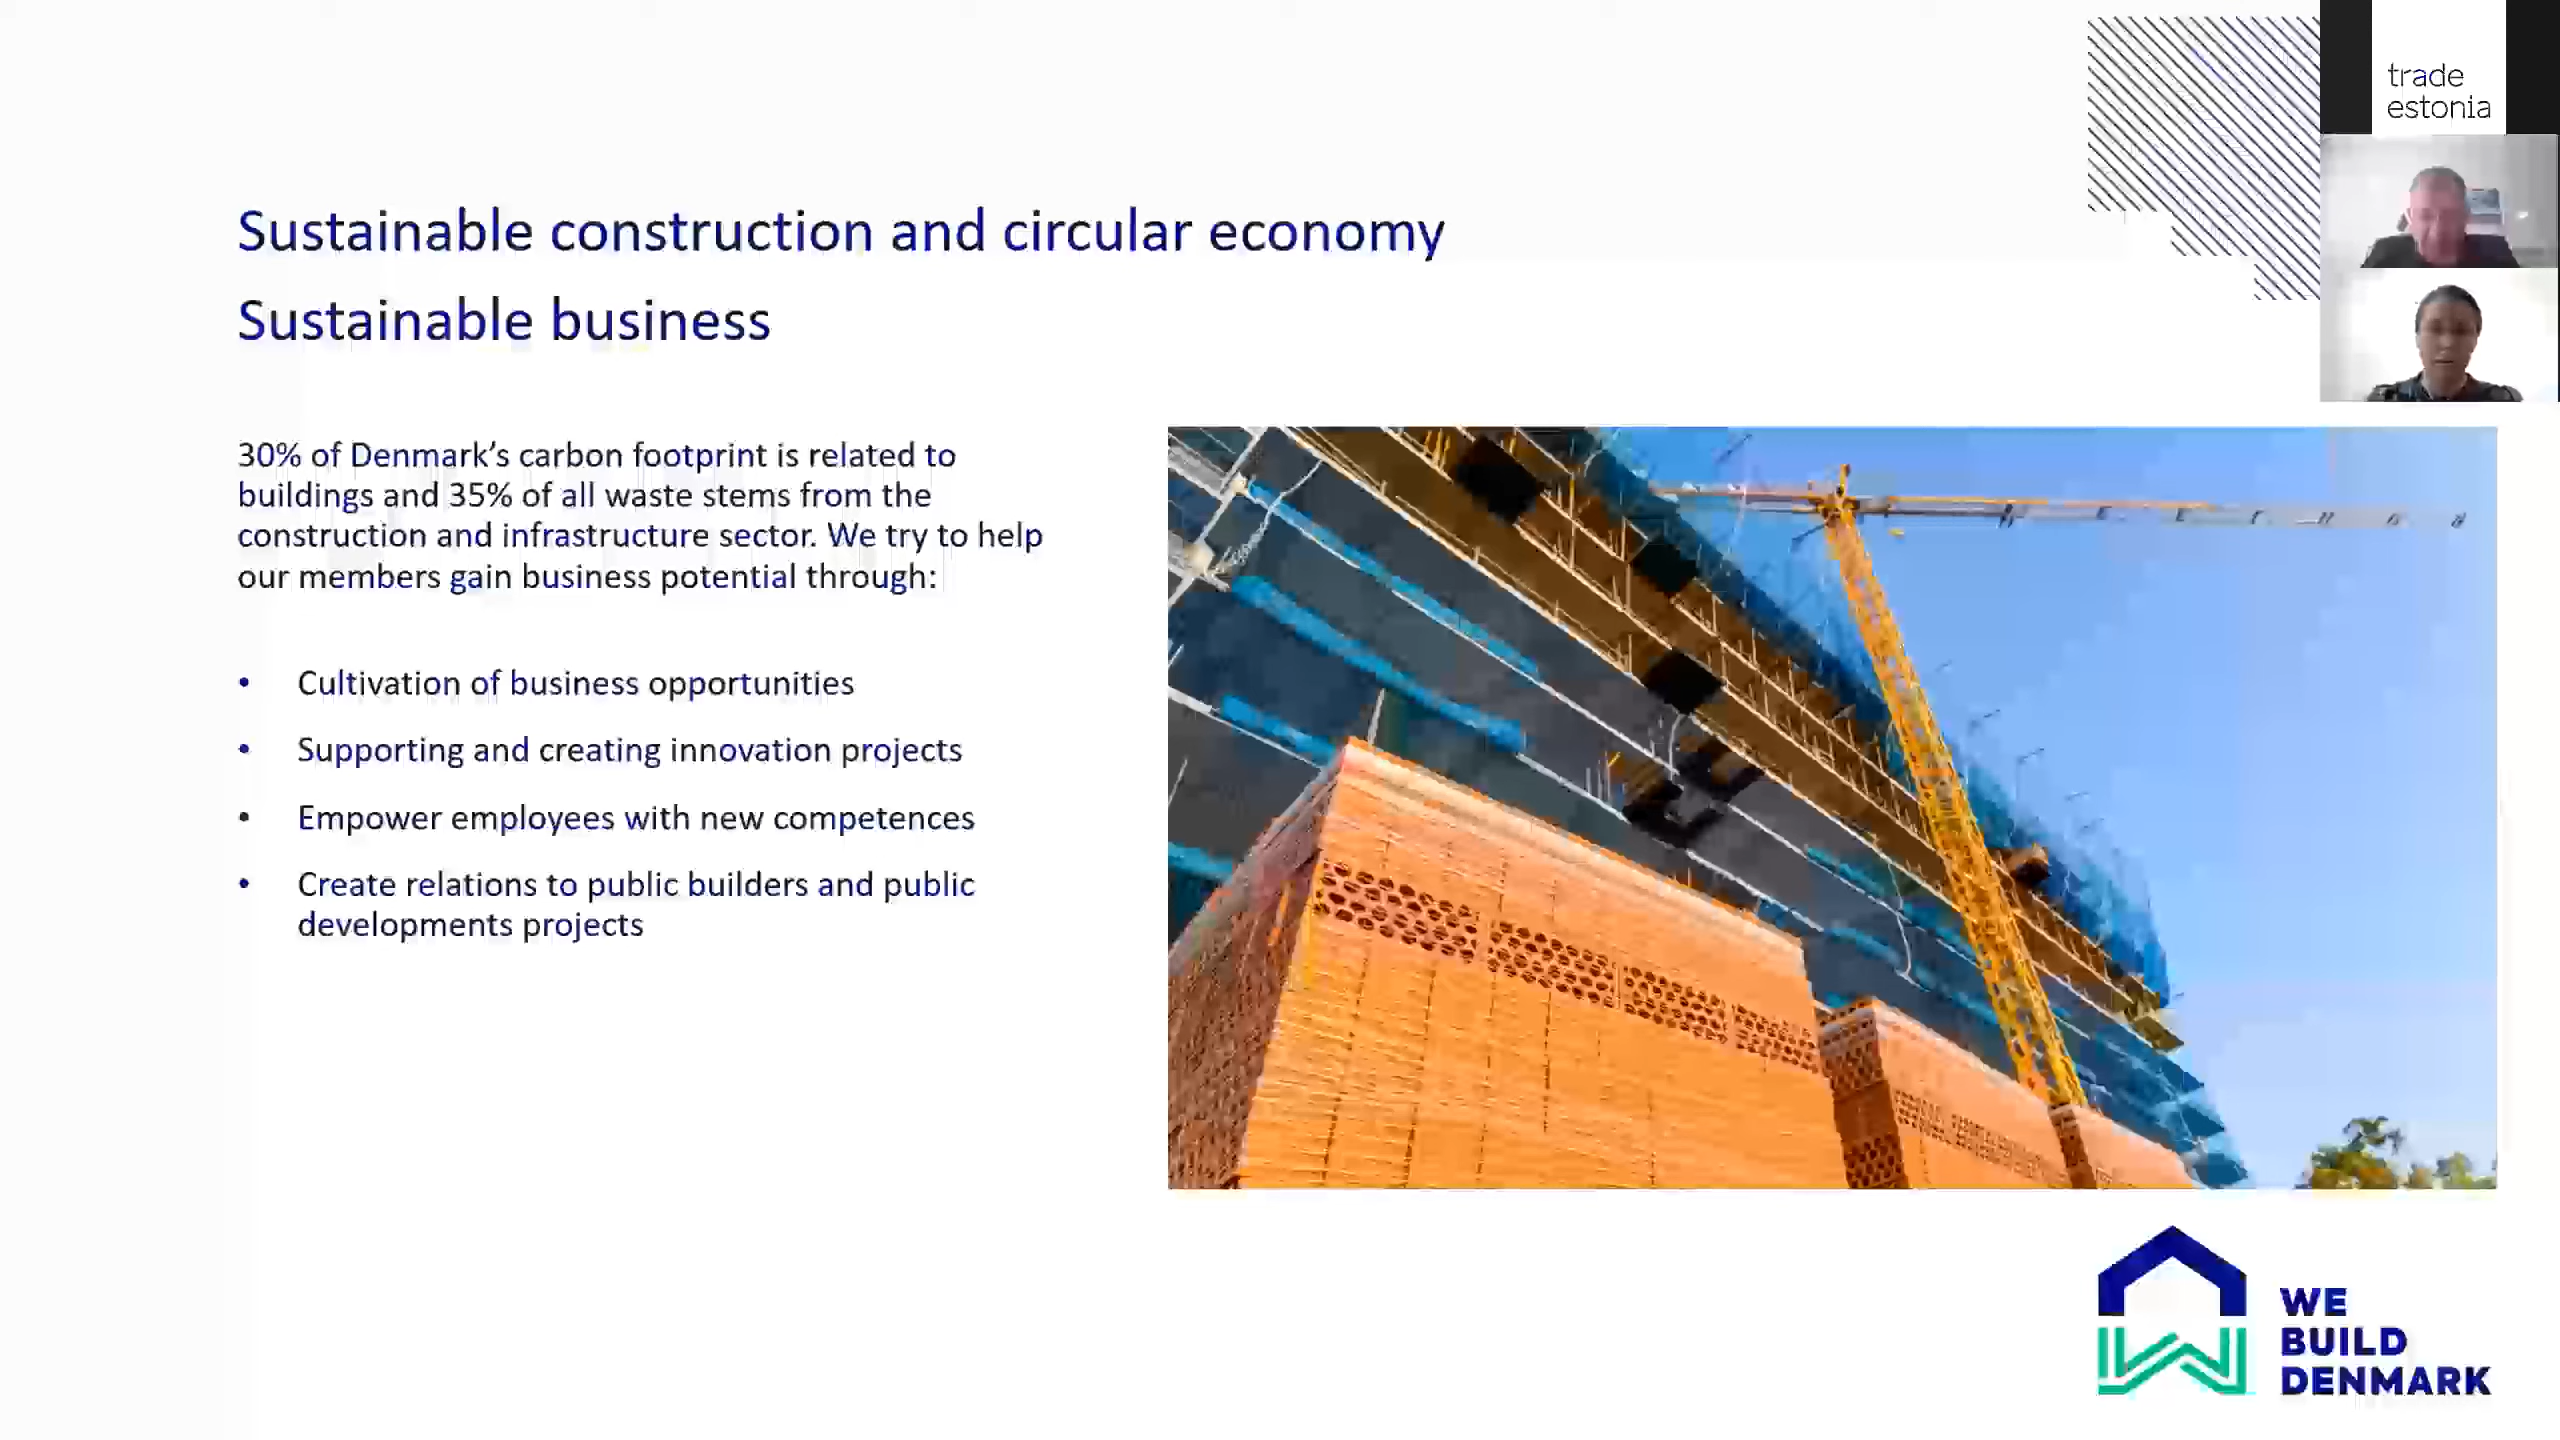 trade
estonia
Sustainable construction and circular economy
Sustainable business
30% of Denmark's carbon footprint is related to
buildings and 35% of all waste stems from the
construction and infrastructure sector. We try to help
our members gain business potential through:
• Cultivation of business opportunities
• Supporting and creating innovation projects
• Empower employees with new competences
• Create relations to public builders and public
developments projects
WE
BUILD
DENMARK